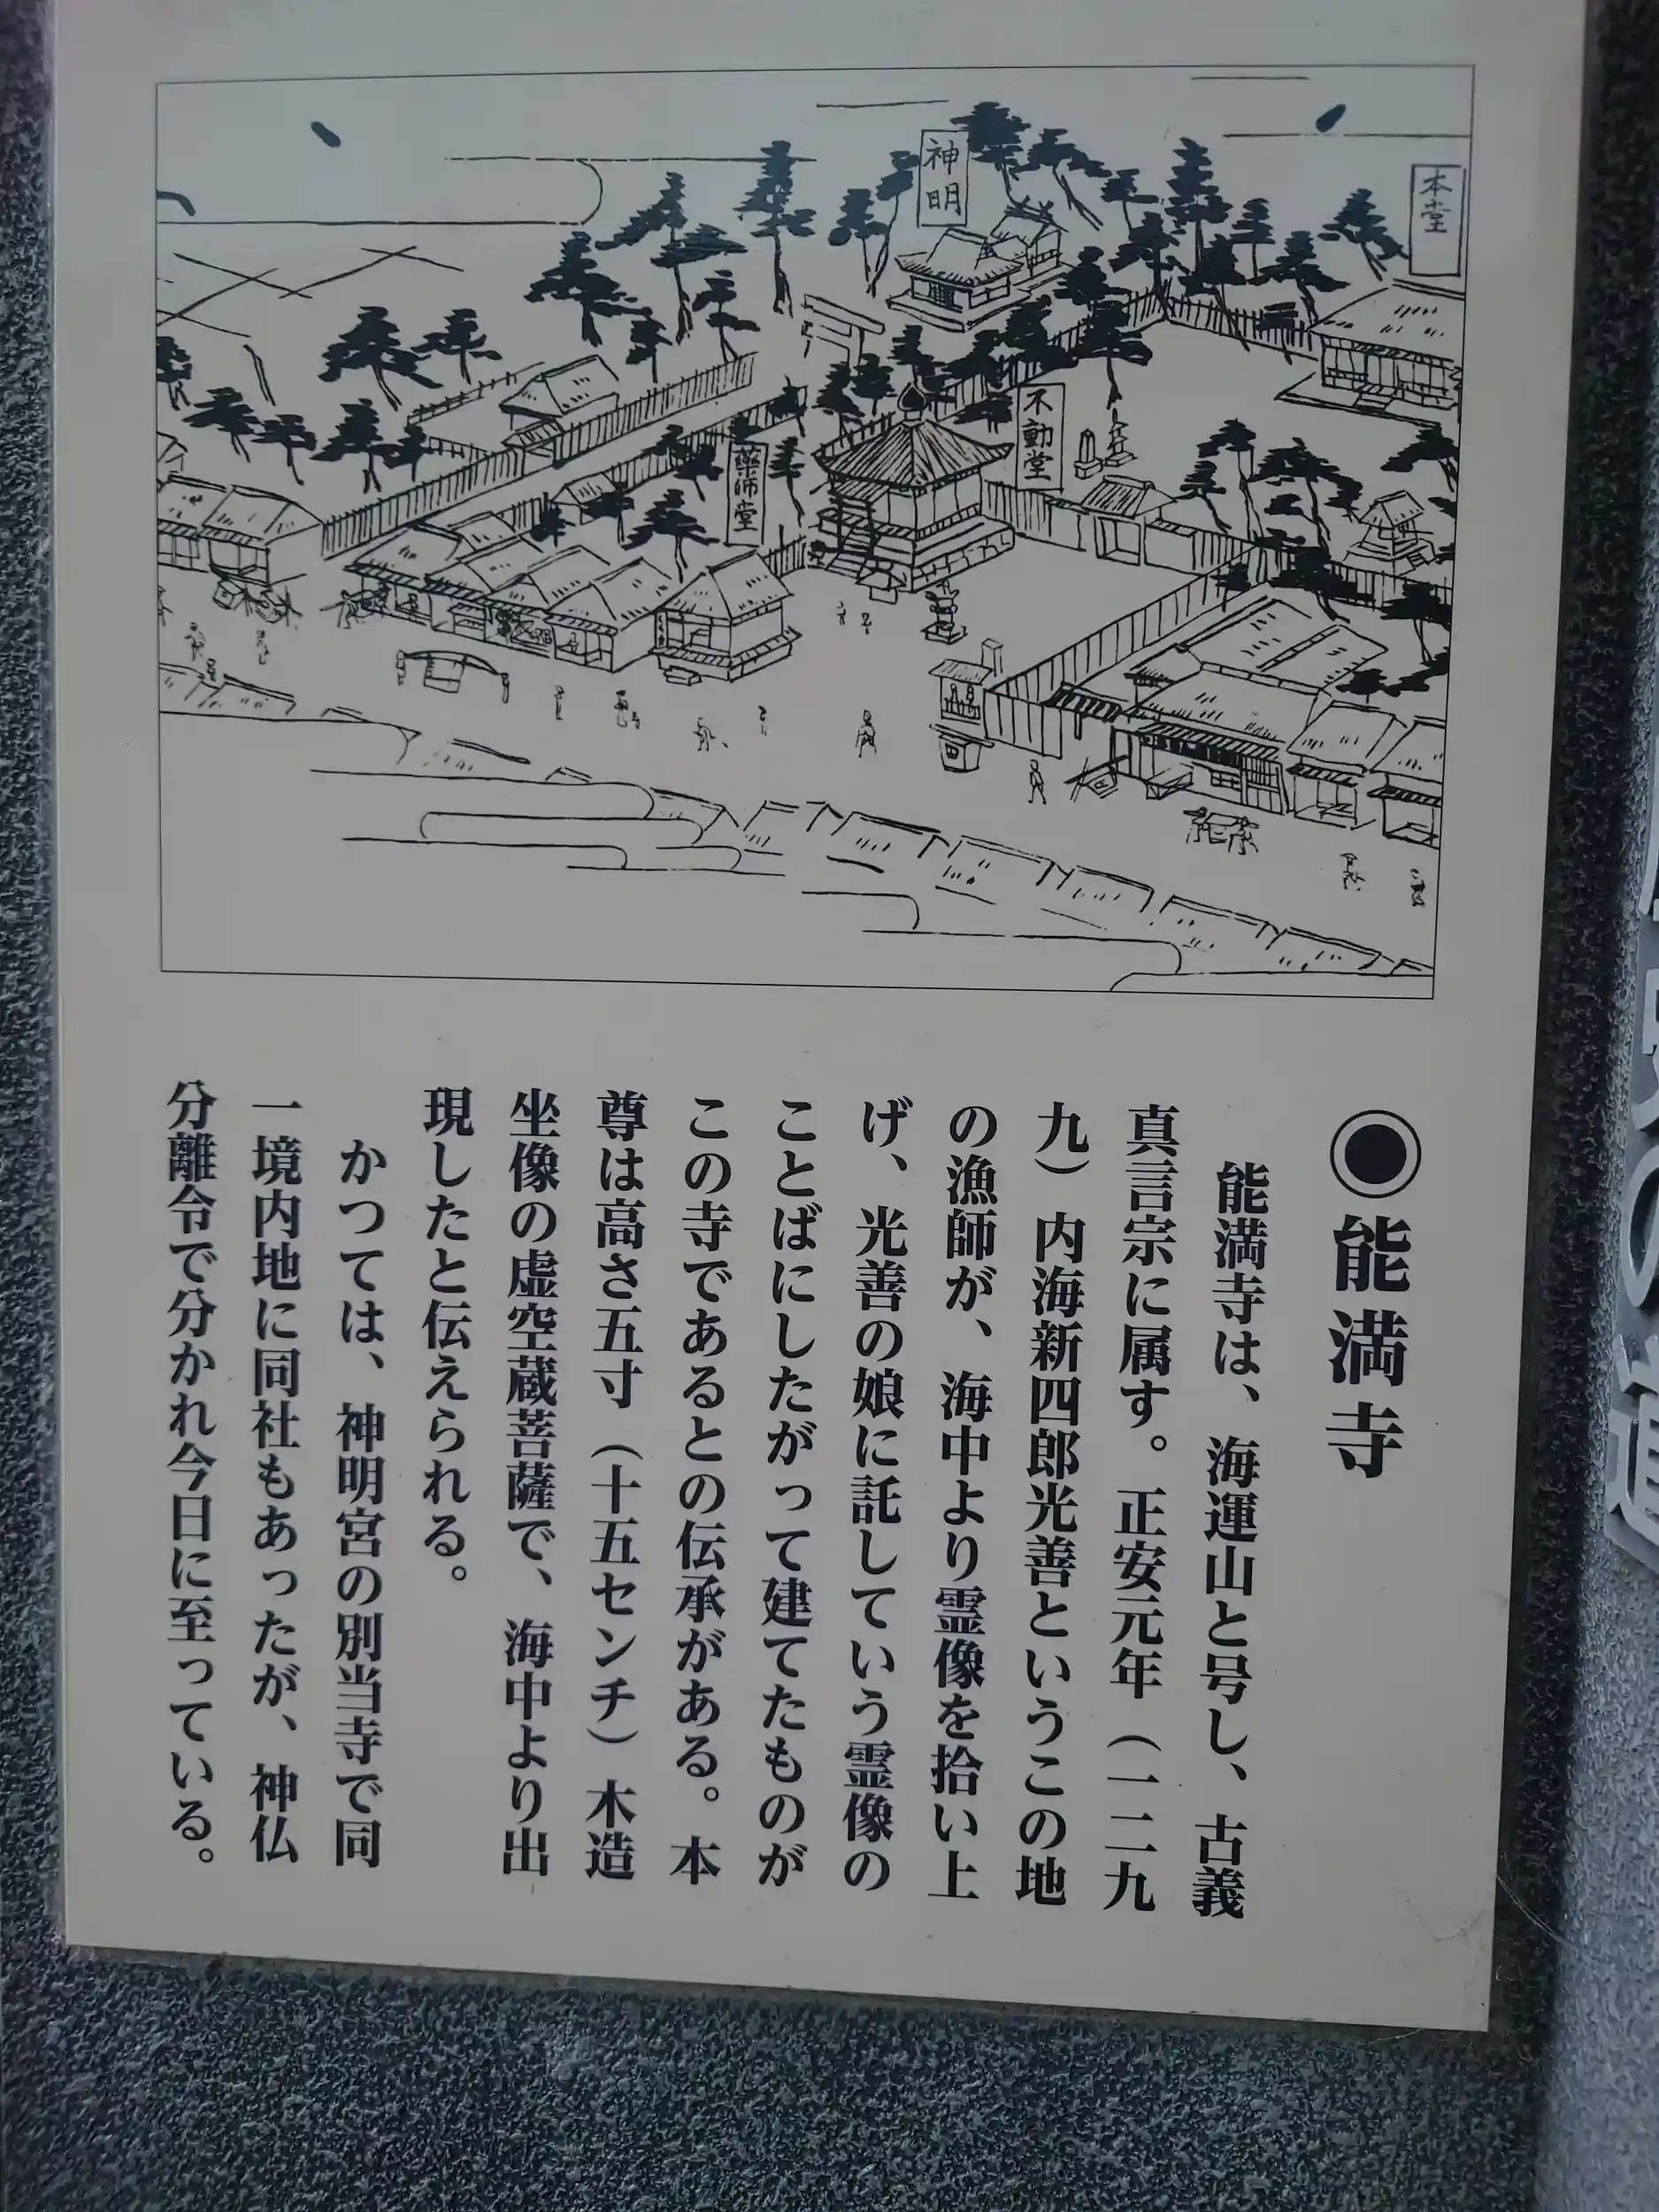 神明
本堂
不動堂
薬師堂
◉能満寺
能満寺は、海運山と号し、古義
真言宗に属す。正安元年（一二九
九）内海新四郎光善というこの地
の漁師が、海中より霊像を拾い上
げ、光善の娘に託していう霊像の
ことばにしたがって建てたものが
この寺であるとの伝承がある。本
尊は高さ五寸（十五センチ）木造
坐像の虚空蔵菩薩で、海中より出
現したと伝えられる。
かつては、神明宮の別当寺で同
一境内地に同社もあったが、神仏
分離令で分かれ今日に至っている。